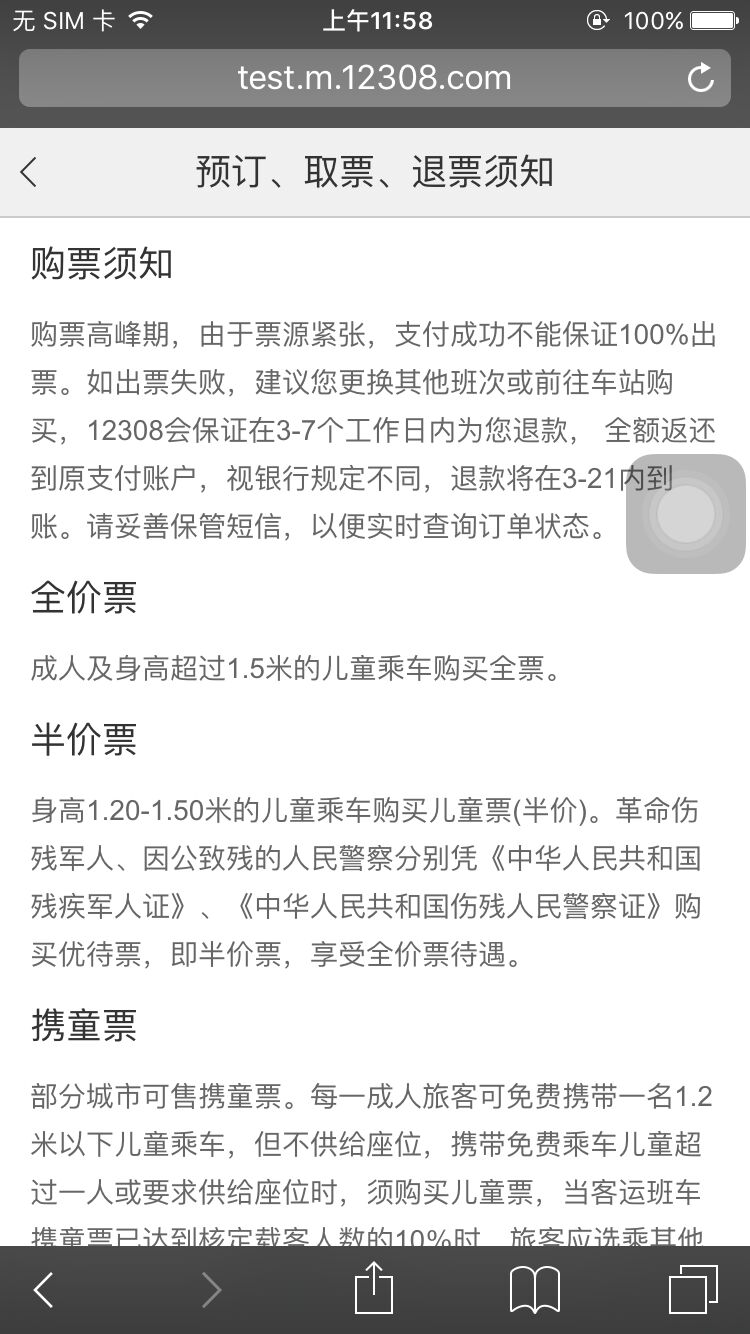 无 SIM 卡
上午11:58
100%
test.m.12308.com
预订、取票、退票须知
购票须知
购票高峰期，由于票源紧张，支付成功不能保证100%出
票。如出票失败，建议您更换其他班次或前往车站购
买，12308会保证在3-7个工作日内为您退款， 全额返还
到原支付账户，视银行规定不同，退款将在3-21内到
账。请妥善保管短信，以便实时查询订单状态。
全价票
成人及身高超过1.5米的儿童乘车购买全票。
半价票
身高1.20-1.50米的儿童乘车购买儿童票(半价)。革命伤
残军人、因公致残的人民警察分别凭《中华人民共和国
残疾军人证》、《中华人民共和国伤残人民警察证》购
买优待票，即半价票，享受全价票待遇。
携童票
部分城市可售携童票。每一成人旅客可免费携带一名1.2
米以下儿童乘车，但不供给座位，携带免费乘车儿童超
过一人或要求供给座位时，须购买儿童票，当客运班车
携童票已达到核定载客人数的10%时，旅客应选乘其他